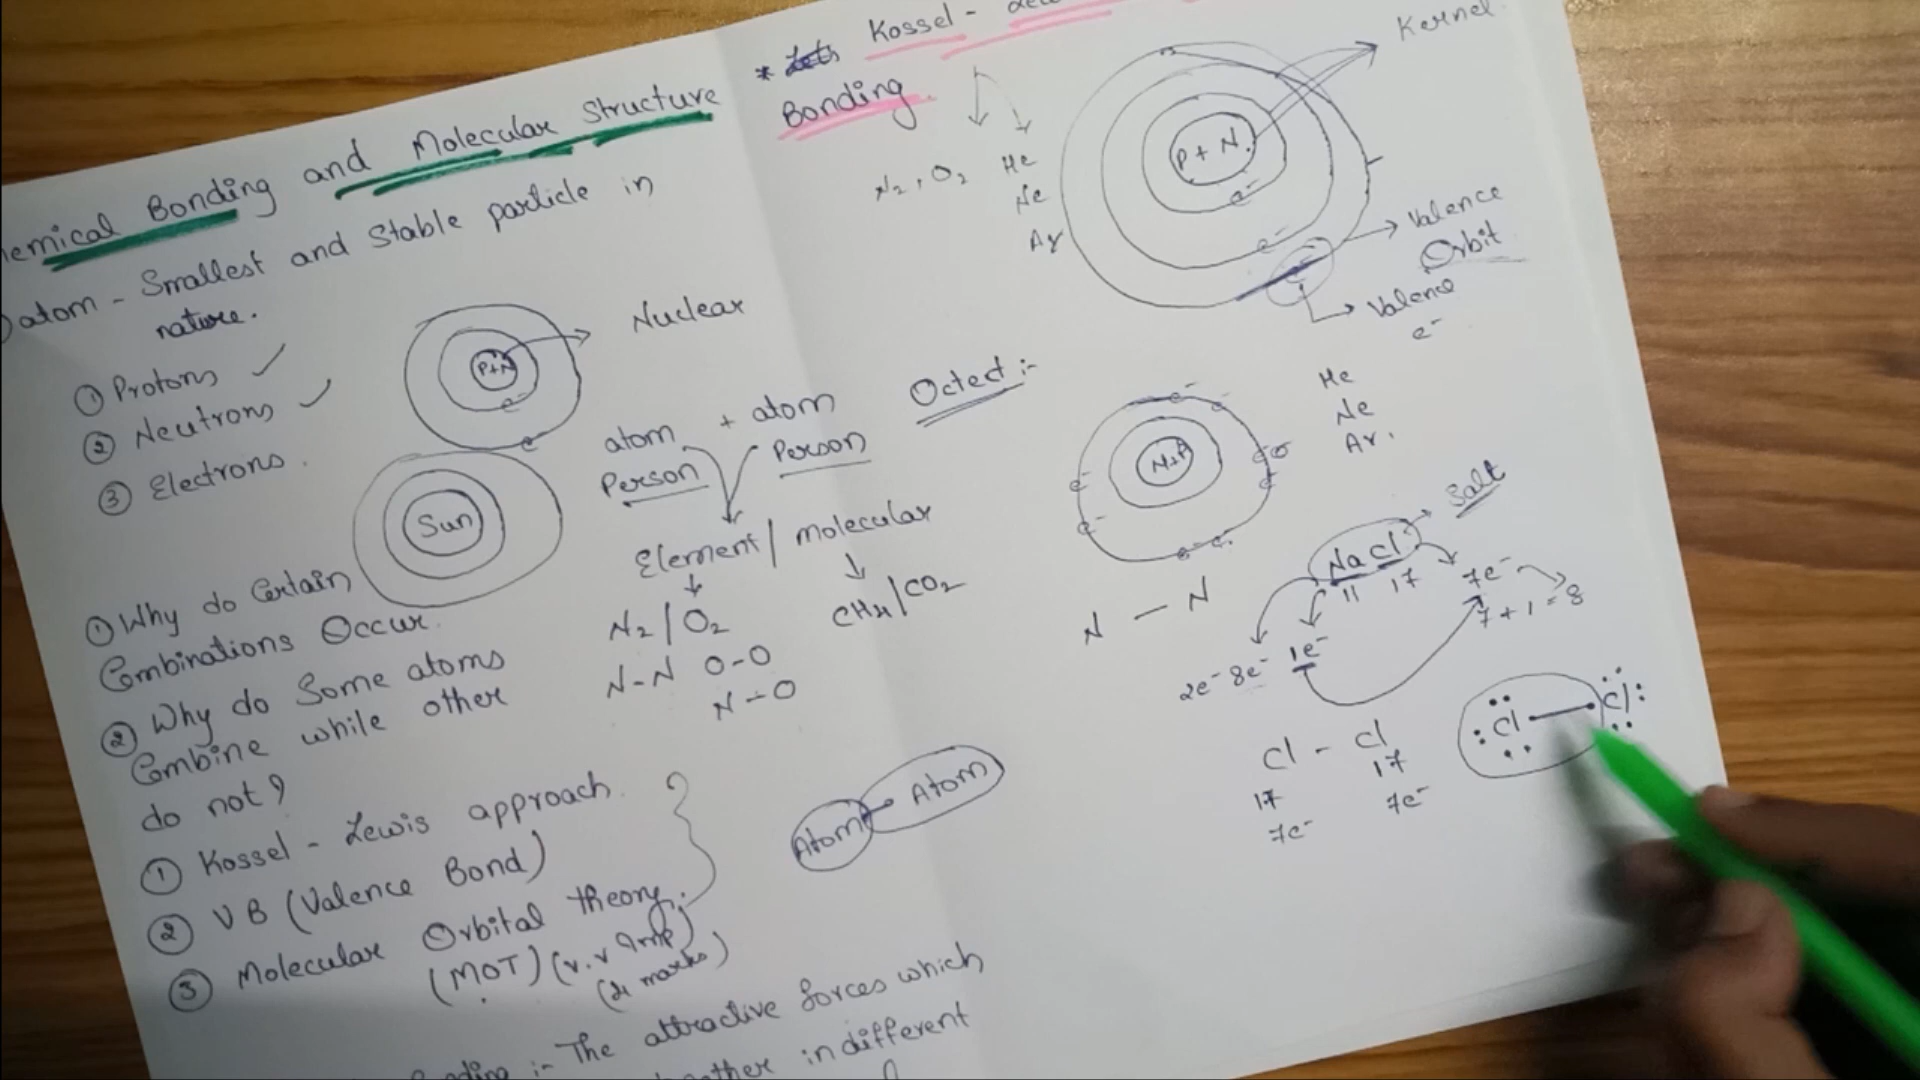 Chemical Bonding and Molecular Structure
atom - Smallest and Stable particle in
nature.
① Protons ✓
② Neutrons ✓
③ Electrons.
P+N
e-
e
Nuclear
Sun
atom + atom
Person Person
Element / molecular
N2/O2 CH4/CO2
N-N O-O
N-O
① Why do Certain
Combinations Occur.
② Why do Some atoms
Combine while other
do not?
① Kossel - Lewis approach.
② VB (Valence Bond)
③ Molecular Orbital theory.
(MOT) (v.v Imp)
(4 marks)
Atom - Atom
:- The attractive forces which
in different
* Kossel -
Bonding.
N2, O2 He
Ne
Ar
P+N
e-
e-
e-
Kernel
Valence
Orbit
Valence
e-
Octect :-
N+P
e- e- e- e- e- e- e-
He
Ne
Ar.
N - N
NaCl Salt
11 17 7e-
7+1=8
2e- 8e- 1e-
Cl - Cl
17 17
7e- 7e-
Cl - Cl